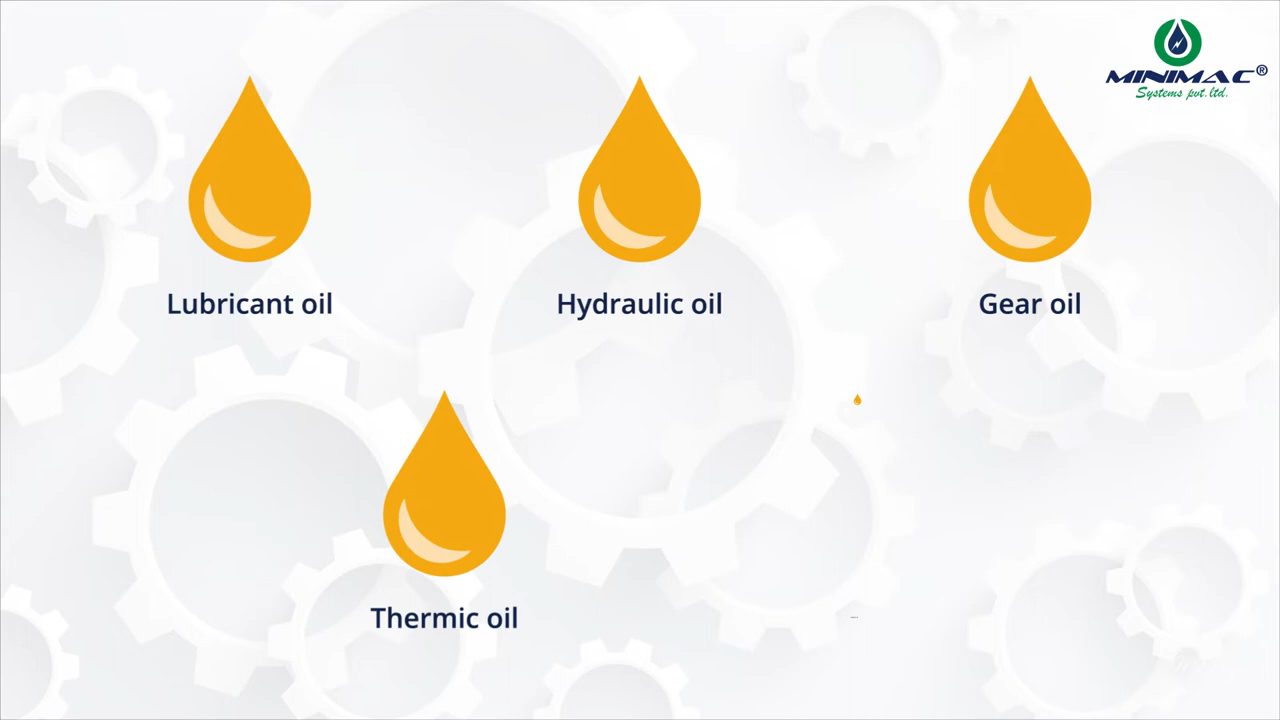 MINIMAC®
Systems pvt.ltd.
Lubricant oil
Hydraulic oil
Gear oil
Thermic oil